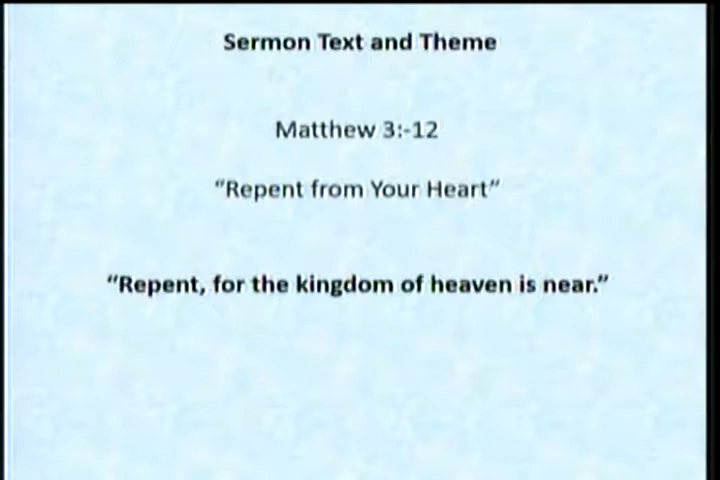 Sermon Text and Theme
Matthew 3:-12
“Repent from Your Heart”
“Repent, for the kingdom of heaven is near.”